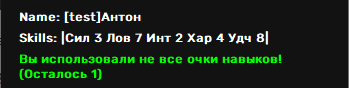 Name: [test]Антон
Skills: |Сил 3 Лов 7 Инт 2 Хар 4 Удч 8|
Вы использовали не все очки навыков!
(Осталось 1)